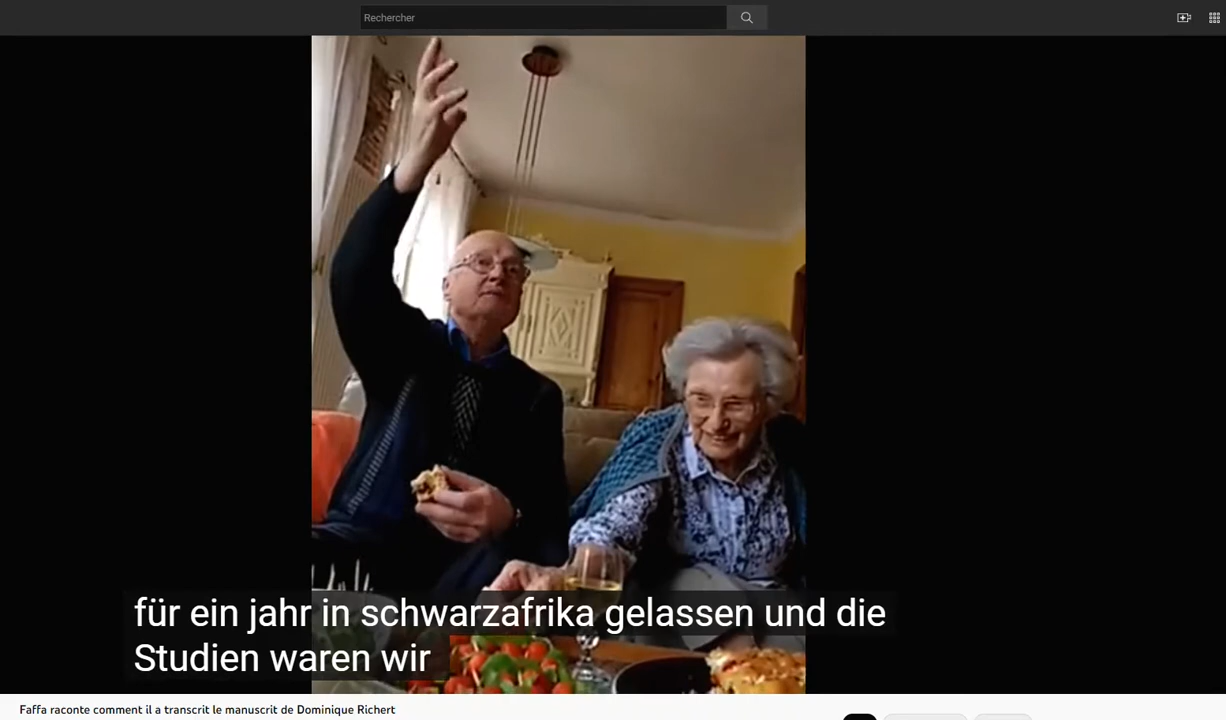 Rechercher
für ein jahr in schwarzafrika gelassen und die
Studien waren wir
Faffa raconte comment il a transcrit le manuscrit de Dominique Richert